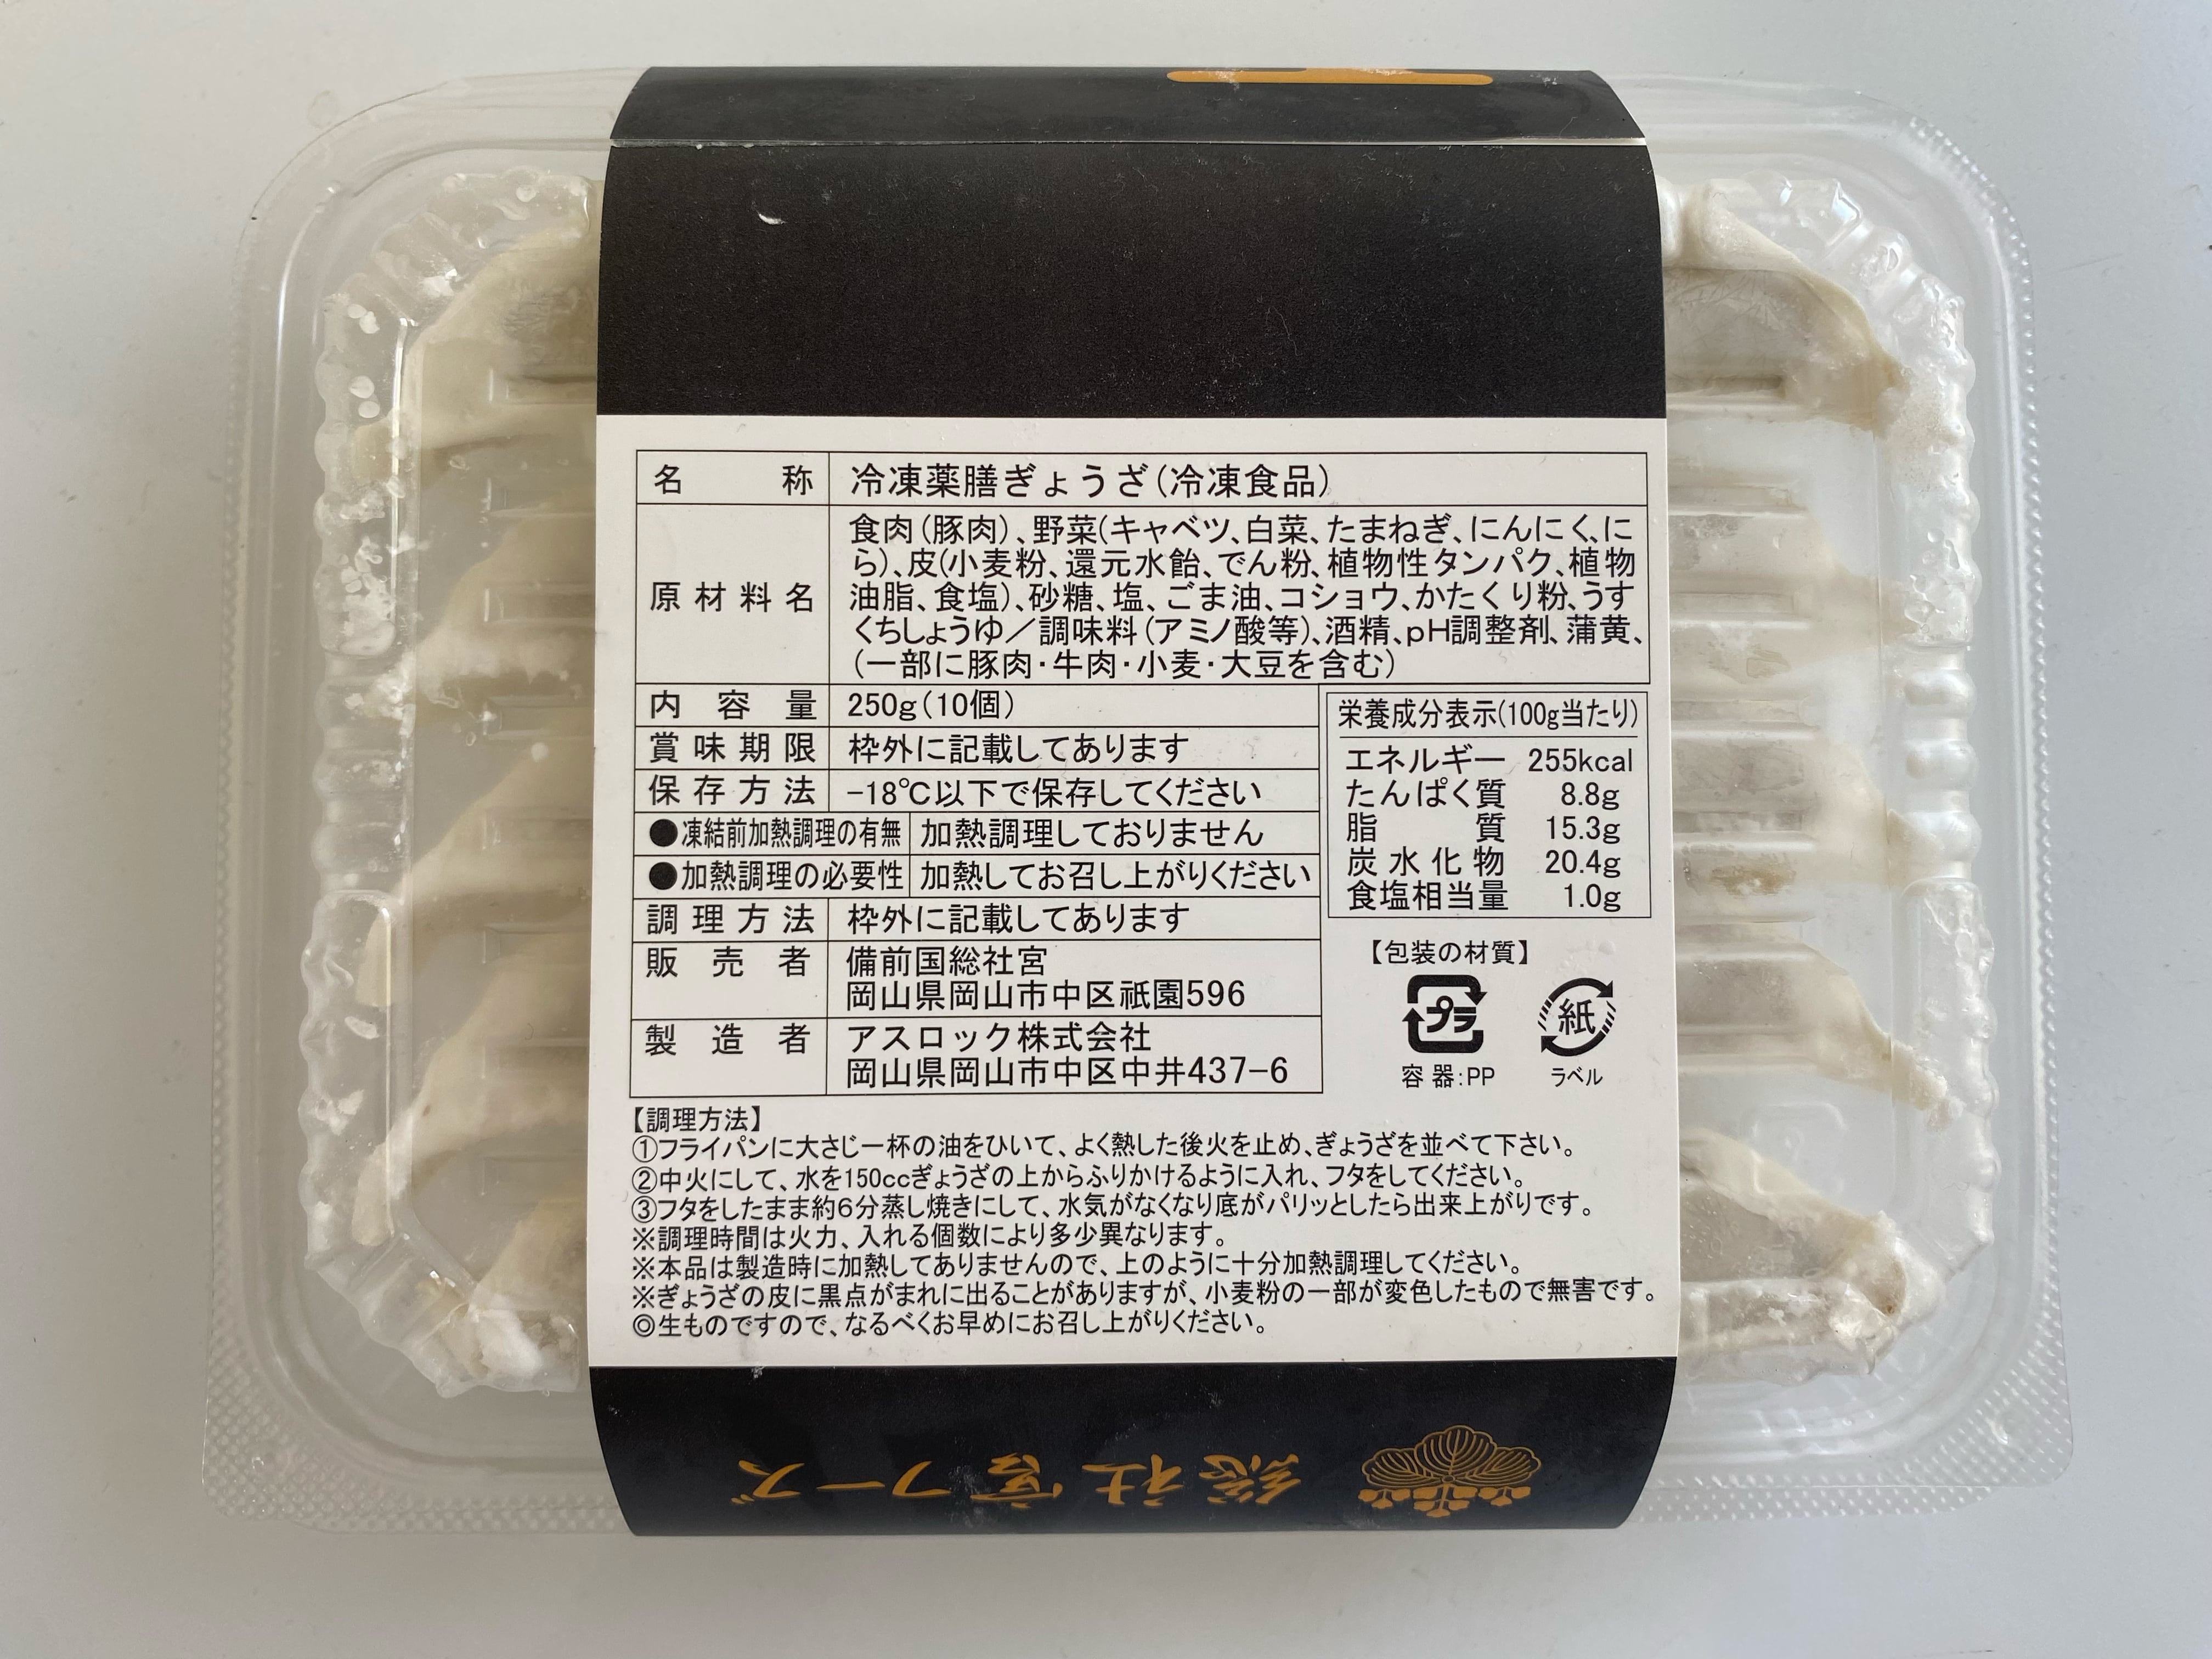 名称 冷凍薬膳ぎょうざ(冷凍食品)
原材料名 食肉(豚肉)、野菜(キャベツ、白菜、たまねぎ、にんにく、に
ら)、皮(小麦粉、還元水飴、でん粉、植物性タンパク、植物
油脂、食塩)、砂糖、塩、ごま油、コショウ、かたくり粉、うす
くちしょうゆ/調味料(アミノ酸等)、酒精、pH調整剤、蒲黄、
(一部に豚肉・牛肉・小麦・大豆を含む)
内容量 250g(10個)
賞味期限 枠外に記載してあります
保存方法 -18℃以下で保存してください
●凍結前加熱調理の有無 加熱調理しておりません
●加熱調理の必要性 加熱してお召し上がりください
調理方法 枠外に記載してあります
販売者 備前国総社宮
岡山県岡山市中区祇園596
製造者 アスロック株式会社
岡山県岡山市中区中井437-6
栄養成分表示(100g当たり)
エネルギー 255kcal
たんぱく質 8.8g
脂質 15.3g
炭水化物 20.4g
食塩相当量 1.0g
【包装の材質】
プラ 紙
容器:PP ラベル
【調理方法】
①フライパンに大さじ一杯の油をひいて、よく熱した後火を止め、ぎょうざを並べて下さい。
②中火にして、水を150ccぎょうざの上からふりかけるように入れ、フタをしてください。
③フタをしたまま約6分蒸し焼きにして、水気がなくなり底がパリッとしたら出来上がりです。
※調理時間は火力、入れる個数により多少異なります。
※本品は製造時に加熱してありませんので、上のように十分加熱調理してください。
※ぎょうざの皮に黒点がまれに出ることがありますが、小麦粉の一部が変色したもので無害です。
◎生ものですので、なるべくお早めにお召し上がりください。
総社宮フーズ